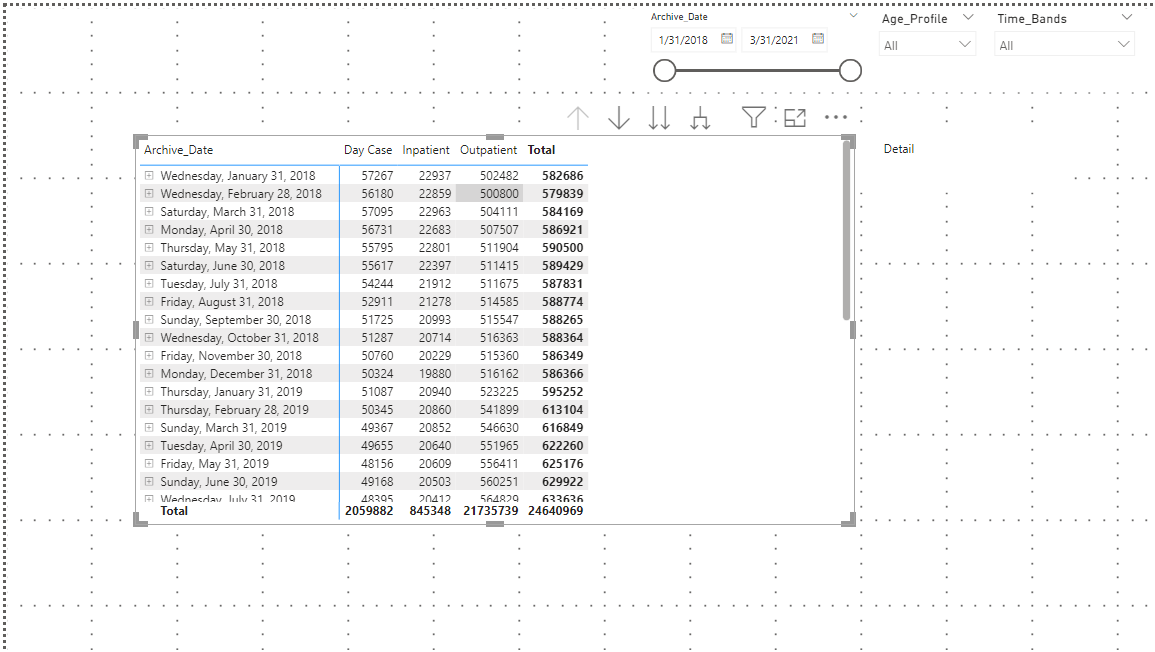 Archive_Date
Age_Profile
Time_Bands
1/31/2018 3/31/2021
All
All
Detail
Archive_Date Day Case Inpatient Outpatient Total
Wednesday, January 31, 2018 57267 22937 502482 582686
Wednesday, February 28, 2018 56180 22859 500800 579839
Saturday, March 31, 2018 57095 22963 504111 584169
Monday, April 30, 2018 56731 22683 507507 586921
Thursday, May 31, 2018 55795 22801 511904 590500
Saturday, June 30, 2018 55617 22397 511415 589429
Tuesday, July 31, 2018 54244 21912 511675 587831
Friday, August 31, 2018 52911 21278 514585 588774
Sunday, September 30, 2018 51725 20993 515547 588265
Wednesday, October 31, 2018 51287 20714 516363 588364
Friday, November 30, 2018 50760 20229 515360 586349
Monday, December 31, 2018 50324 19880 516162 586366
Thursday, January 31, 2019 51087 20940 523225 595252
Thursday, February 28, 2019 50345 20860 541899 613104
Sunday, March 31, 2019 49367 20852 546630 616849
Tuesday, April 30, 2019 49655 20640 551965 622260
Friday, May 31, 2019 48156 20609 556411 625176
Sunday, June 30, 2019 49168 20503 560251 629922
Wednesday, July 31, 2019 48395 20412 564829 633636
Total 2059882 845348 21735739 24640969